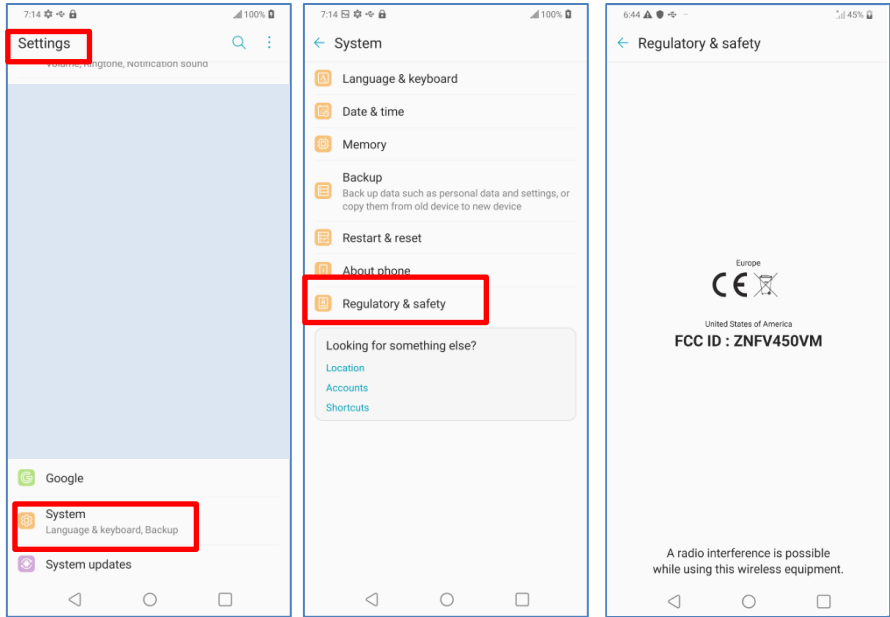 7:14
100%
Settings
Volume, Ringtone, Notification sound
Google
System
Language & keyboard, Backup
System updates
7:14
100%
System
Language & keyboard
Date & time
Memory
Backup
Back up data such as personal data and settings, or
copy them from old device to new device
Restart & reset
About phone
Regulatory & safety
Looking for something else?
Location
Accounts
Shortcuts
6:44
45%
Regulatory & safety
Europe
CE
United States of America
FCC ID : ZNFV450VM
A radio interference is possible
while using this wireless equipment.